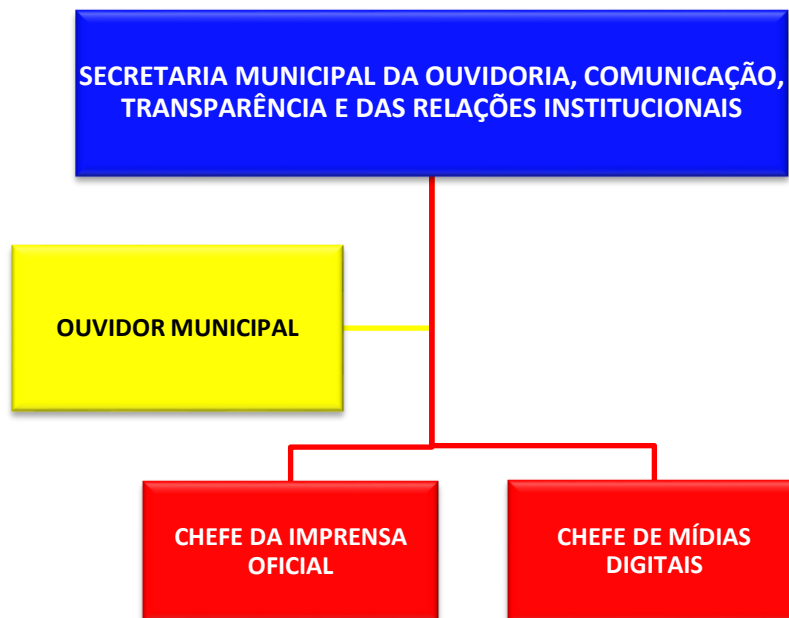 SECRETARIA MUNICIPAL DA OUVIDORIA, COMUNICAÇÃO,
TRANSPARÊNCIA E DAS RELAÇÕES INSTITUCIONAIS
OUVIDOR MUNICIPAL
CHEFE DA IMPRENSA
OFICIAL
CHEFE DE MÍDIAS
DIGITAIS